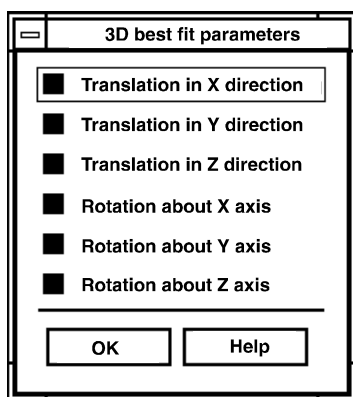 3D best fit parameters
Translation in X direction
Translation in Y direction
Translation in Z direction
Rotation about X axis
Rotation about Y axis
Rotation about Z axis
OK
Help